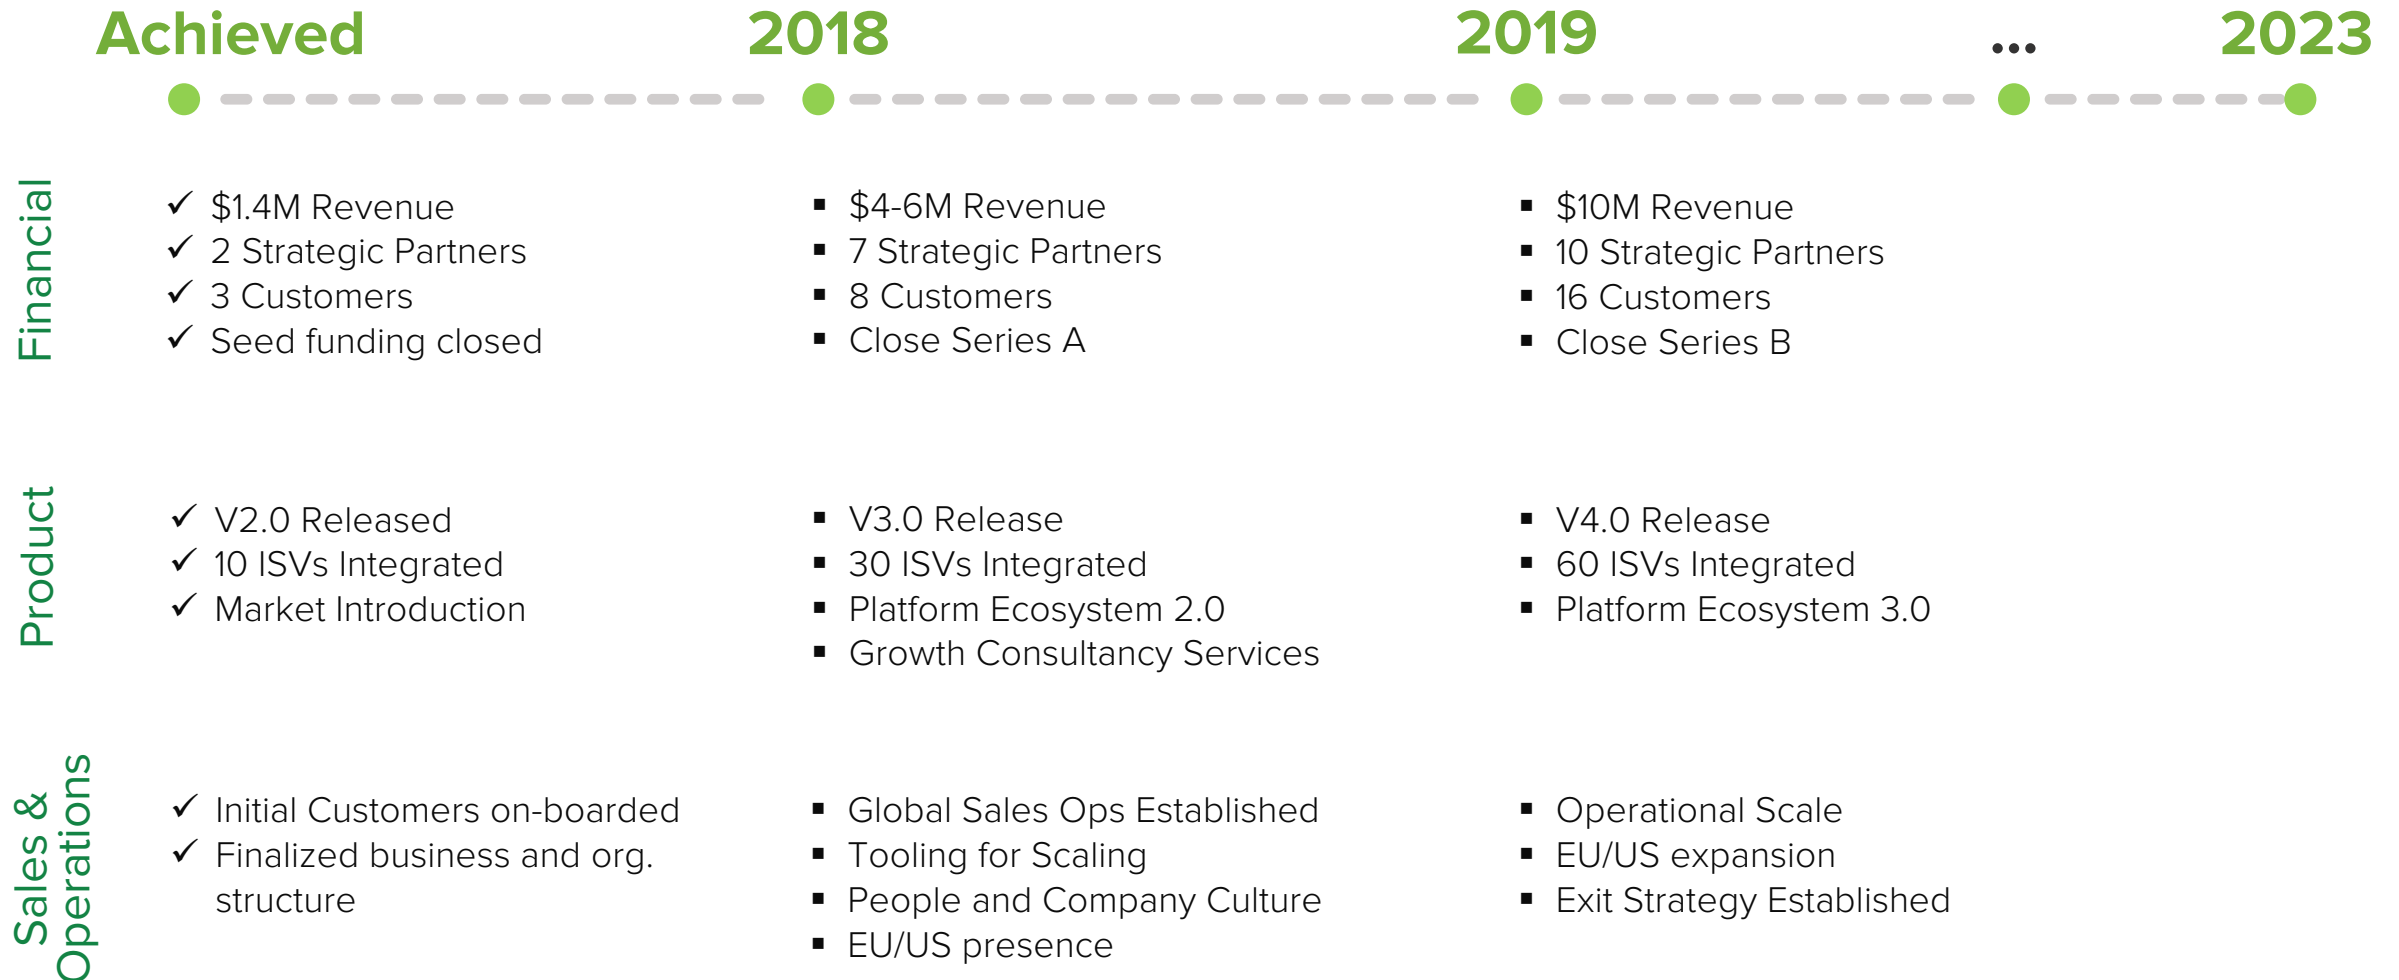 Achieved
2018
2019
...
2023
Financial
✓ $1.4M Revenue
✓ 2 Strategic Partners
✓ 3 Customers
✓ Seed funding closed
▪ $4-6M Revenue
▪ 7 Strategic Partners
▪ 8 Customers
▪ Close Series A
▪ $10M Revenue
▪ 10 Strategic Partners
▪ 16 Customers
▪ Close Series B
Product
✓ V2.0 Released
✓ 10 ISVs Integrated
✓ Market Introduction
▪ V3.0 Release
▪ 30 ISVs Integrated
▪ Platform Ecosystem 2.0
▪ Growth Consultancy Services
▪ V4.0 Release
▪ 60 ISVs Integrated
▪ Platform Ecosystem 3.0
Sales &
Operations
✓ Initial Customers on-boarded
✓ Finalized business and org.
structure
▪ Global Sales Ops Established
▪ Tooling for Scaling
▪ People and Company Culture
▪ EU/US presence
▪ Operational Scale
▪ EU/US expansion
▪ Exit Strategy Established